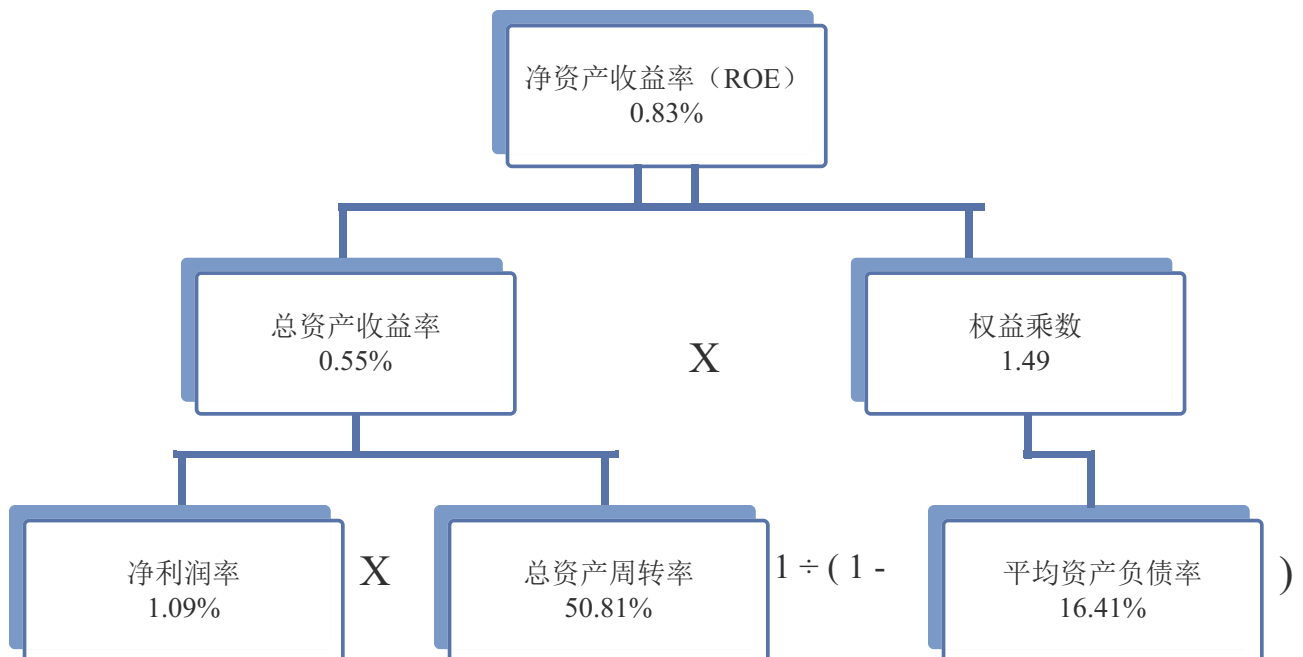 净资产收益率（ROE）
0.83%
总资产收益率
0.55%
X
权益乘数
1.49
净利润率
1.09%
X
总资产周转率
50.81%
1 ÷ ( 1 -
平均资产负债率
16.41%
)